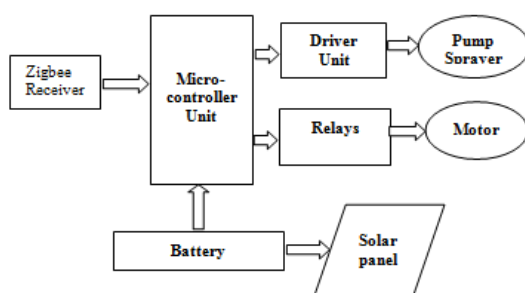 Zigbee
Receiver
Micro-
controller
Unit
Driver
Unit
Pump
Sprayer
Relays
Motor
Battery
Solar
panel